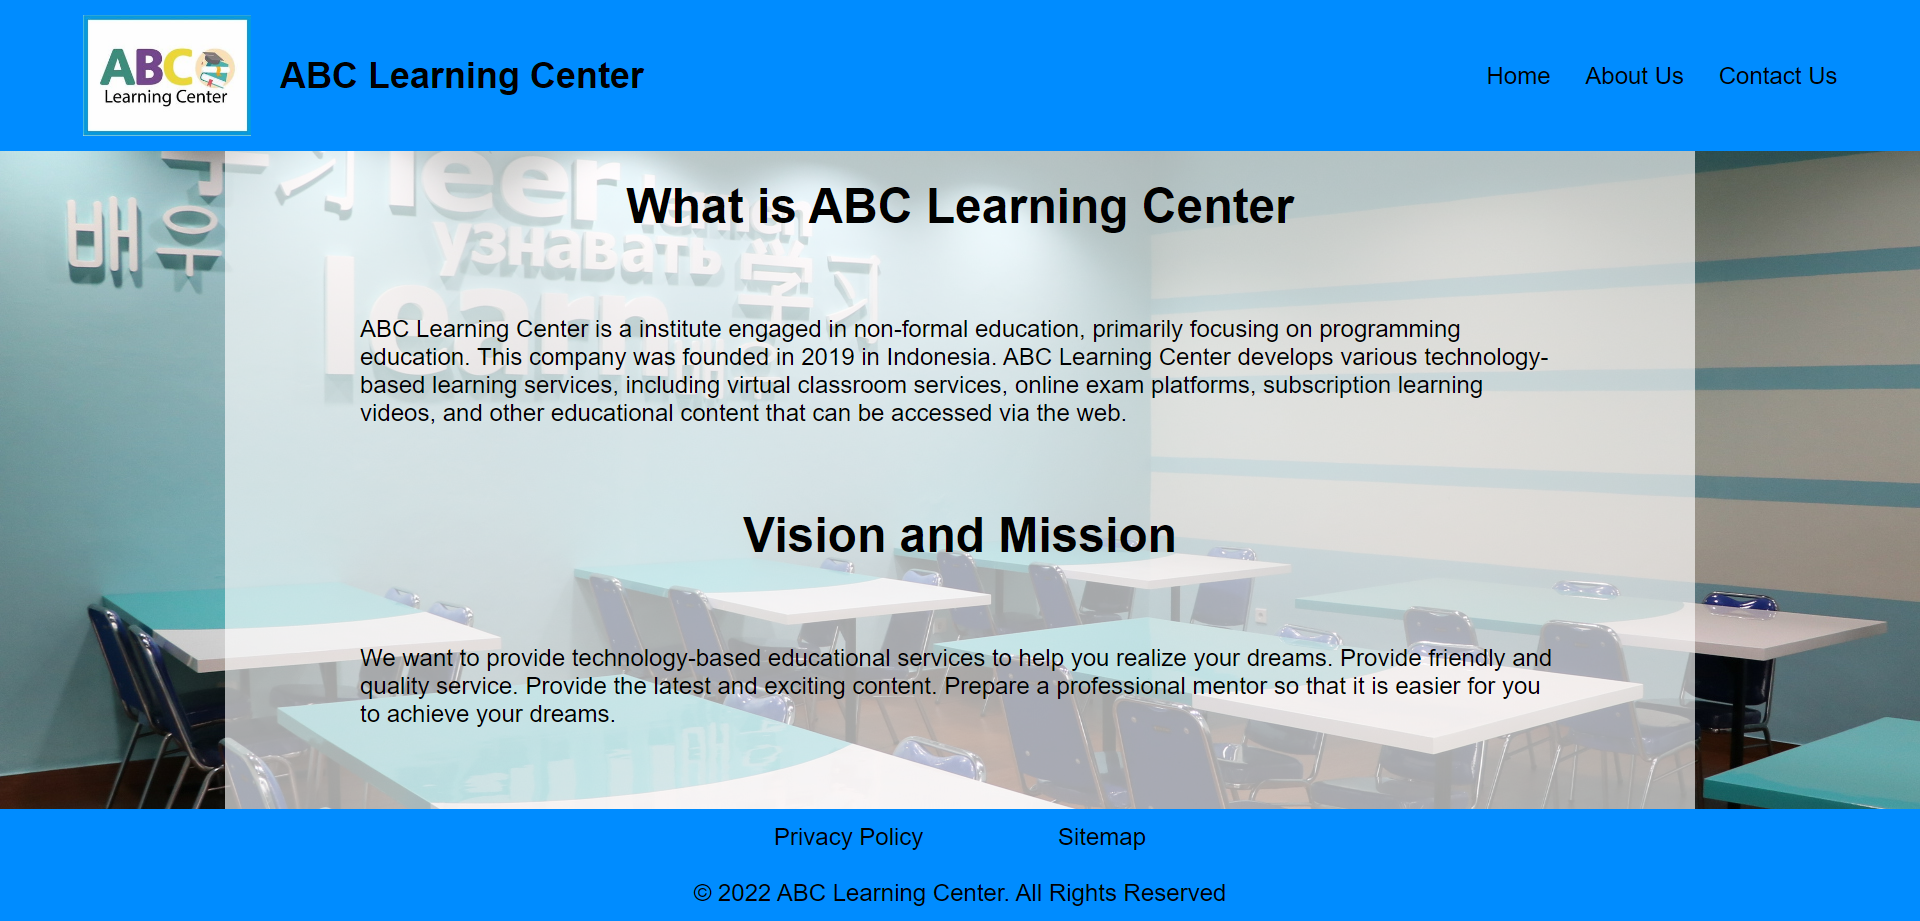 ABC
Learning Center
ABC Learning Center
Home About Us Contact Us
学习 leer
배우 lernen
узнавать
learn 学习
What is ABC Learning Center
ABC Learning Center is a institute engaged in non-formal education, primarily focusing on programming
education. This company was founded in 2019 in Indonesia. ABC Learning Center develops various technology-
based learning services, including virtual classroom services, online exam platforms, subscription learning
videos, and other educational content that can be accessed via the web.
Vision and Mission
We want to provide technology-based educational services to help you realize your dreams. Provide friendly and
quality service. Provide the latest and exciting content. Prepare a professional mentor so that it is easier for you
to achieve your dreams.
Privacy Policy Sitemap
© 2022 ABC Learning Center. All Rights Reserved